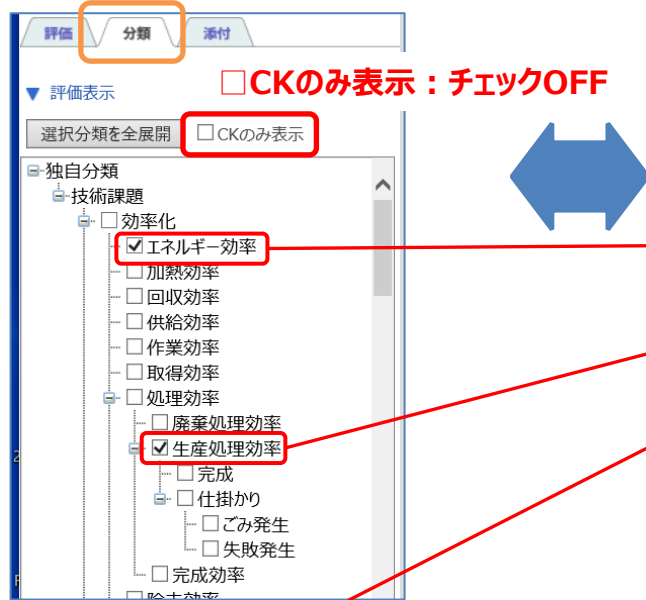 評価 分類 添付
□CKのみ表示：チェックOFF
▼ 評価表示
選択分類を全展開 □CKのみ表示
独自分類
技術課題
効率化
エネルギー効率
加熱効率
回収効率
供給効率
作業効率
取得効率
処理効率
廃棄処理効率
生産処理効率
完成
仕掛かり
ごみ発生
失敗発生
完成効率